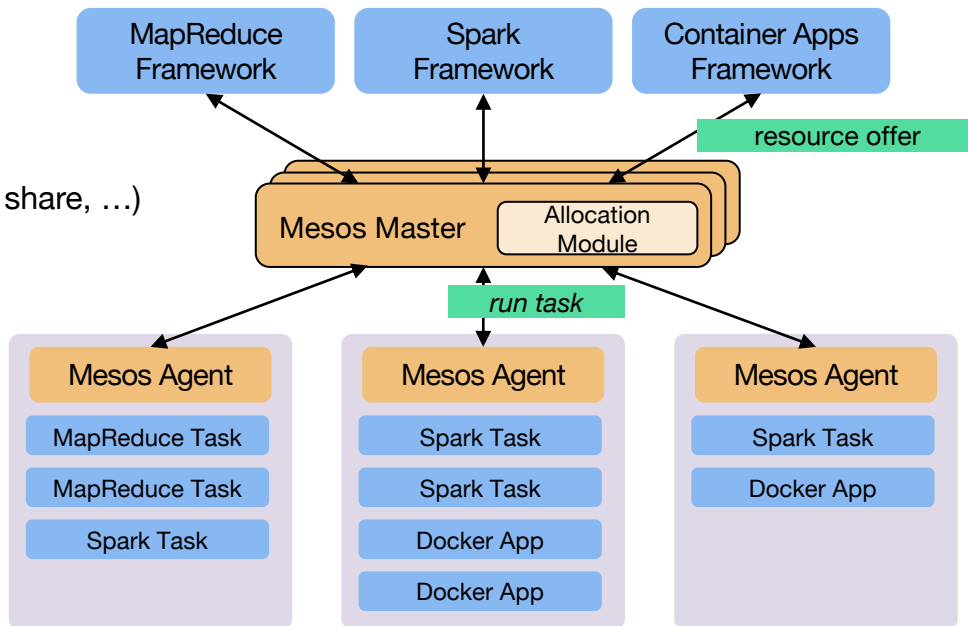 MapReduce
Framework
Spark
Framework
Container Apps
Framework
resource offer
share, …)
Mesos Master
Allocation
Module
run task
Mesos Agent
MapReduce Task
MapReduce Task
Spark Task
Mesos Agent
Spark Task
Spark Task
Docker App
Docker App
Mesos Agent
Spark Task
Docker App